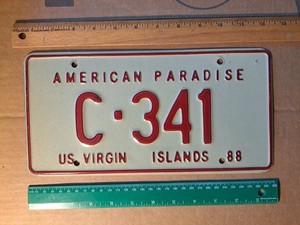 AMERICAN PARADISE
C·341
US VIRGIN ISLANDS 88